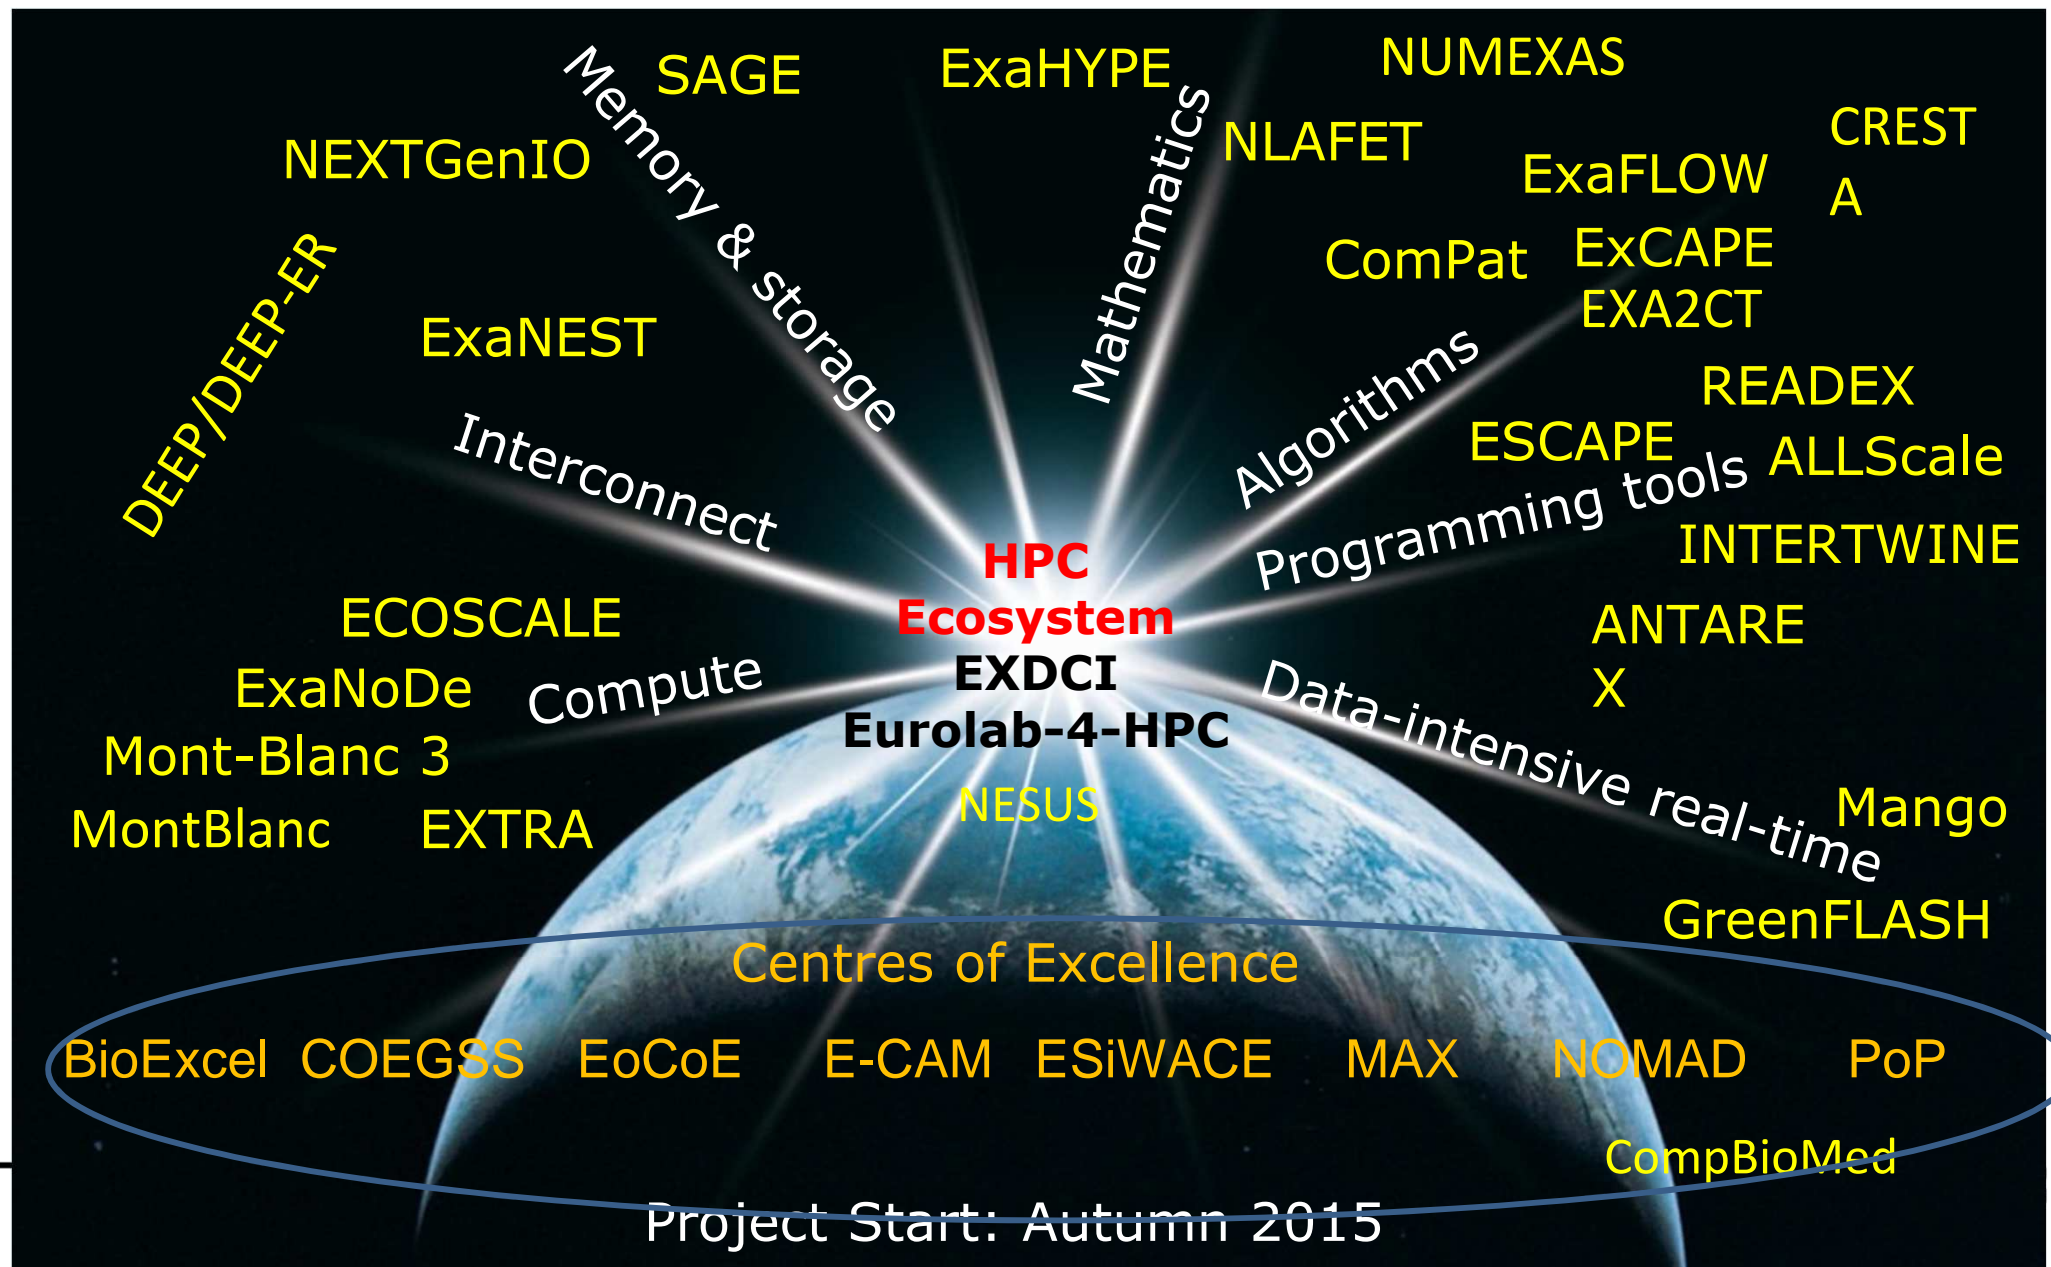 SAGE
ExaHYPE
NUMEXAS
Memory & storage
Mathematics
NLAFET
CREST
A
NEXTGenIO
ExaFLOW
ComPat
ExCAPE
EXA2CT
DEEP/DEEP-ER
ExaNEST
Algorithms
READEX
Interconnect
ESCAPE
ALLScale
Programming tools
INTERTWINE
HPC
Ecosystem
EXDCI
Eurolab-4-HPC
NESUS
ECOSCALE
ANTARE
X
ExaNoDe
Compute
Data-intensive real-time
Mont-Blanc 3
Mango
MontBlanc
EXTRA
GreenFLASH
Centres of Excellence
BioExcel COEGSS EoCoE E-CAM ESiWACE MAX NOMAD PoP
CompBioMed
Project Start: Autumn 2015